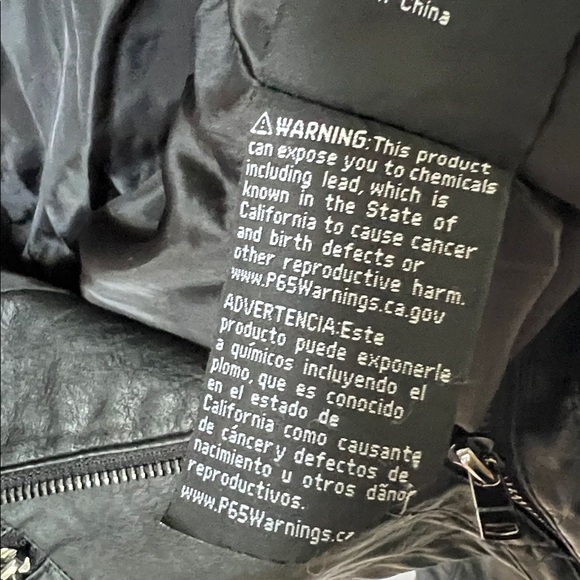 China
⚠WARNING:This product
can expose you to chemicals
including lead, which is
known in the State of
California to cause cancer
and birth defects or
other reproductive harm.
www.P65Warnings.ca.gov
ADVERTENCIA:Este
producto puede exponerle
a químicos incluyendo el
plomo, que es conocido
en el estado de
California como causante
de cáncer y defectos de
nacimiento u otros dãnos
reproductivos.
www.P65Warnings.ca